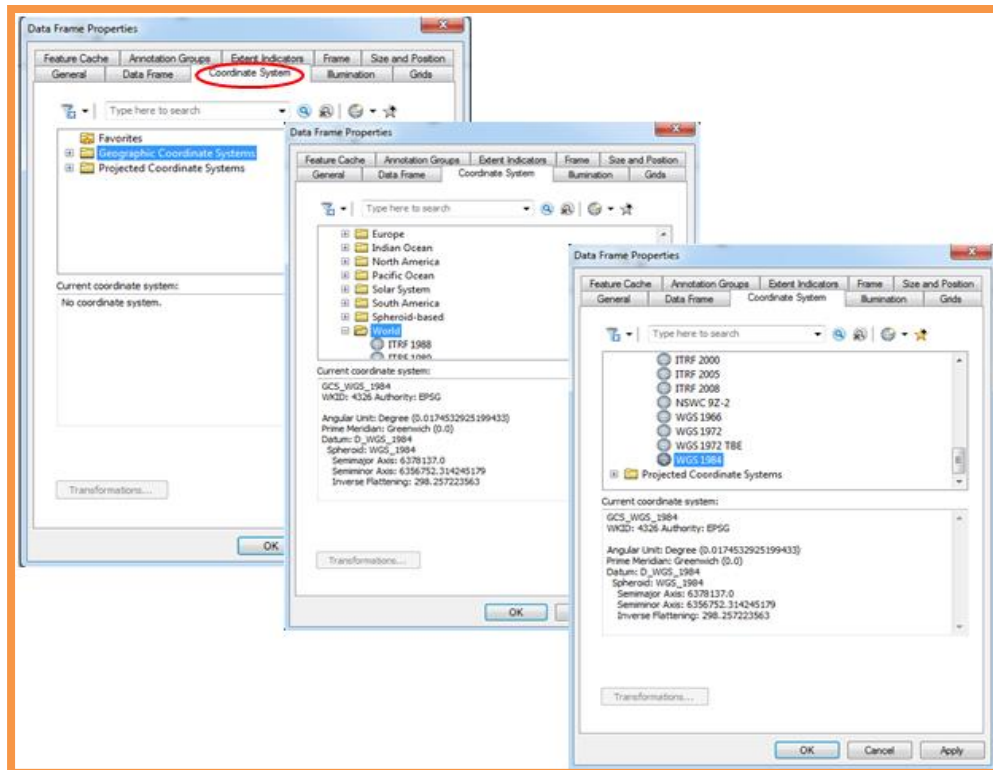 Data Frame Properties
Feature Cache Annotation Groups Extent Indicators Frame Size and Position
General Data Frame Coordinate System Illumination Grids
Type here to search
Favorites
Geographic Coordinate Systems
Projected Coordinate Systems
Current coordinate system:
No coordinate system.
Transformations...
OK
Data Frame Properties
Feature Cache Annotation Groups Extent Indicators Frame Size and Position
General Data Frame Coordinate System Illumination Grids
Type here to search
Europe
Indian Ocean
North America
Pacific Ocean
Solar System
South America
Spheroid-based
World
ITRF 1988
ITRF 1989
Current coordinate system:
GCS_WGS_1984
WKID: 4326 Authority: EPSG
Angular Unit: Degree (0.0174532925199433)
Prime Meridian: Greenwich (0.0)
Datum: D_WGS_1984
Spheroid: WGS_1984
Semimajor Axis: 6378137.0
Semiminor Axis: 6356752.314245179
Inverse Flattening: 298.257223563
Transformations...
OK
Data Frame Properties
Feature Cache Annotation Groups Extent Indicators Frame Size and Position
General Data Frame Coordinate System Illumination Grids
Type here to search
ITRF 2000
ITRF 2005
ITRF 2008
NSWC 9Z-2
WGS 1966
WGS 1972
WGS 1972 TBE
WGS 1984
Projected Coordinate Systems
Current coordinate system:
GCS_WGS_1984
WKID: 4326 Authority: EPSG
Angular Unit: Degree (0.0174532925199433)
Prime Meridian: Greenwich (0.0)
Datum: D_WGS_1984
Spheroid: WGS_1984
Semimajor Axis: 6378137.0
Semiminor Axis: 6356752.314245179
Inverse Flattening: 298.257223563
Transformations...
OK Cancel Apply